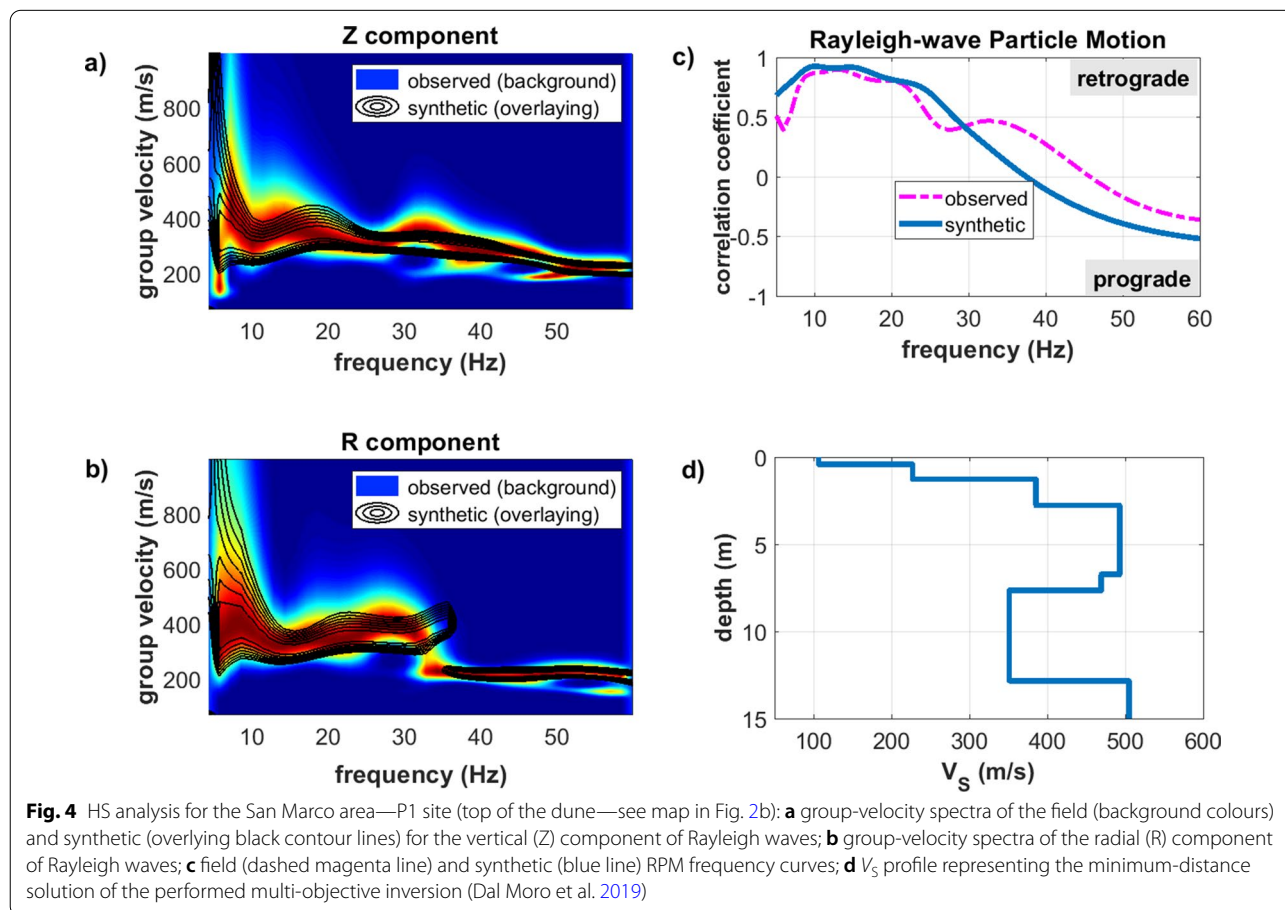 Z component
a)
observed (background)
synthetic (overlaying)
group velocity (m/s)
800
600
400
200
10 20 30 40 50
frequency (Hz)
Rayleigh-wave Particle Motion
c)
retrograde
correlation coefficient
1
0.5
0
-0.5
-1
observed
synthetic
prograde
10 20 30 40 50 60
frequency (Hz)
R component
b)
observed (background)
synthetic (overlaying)
group velocity (m/s)
800
600
400
200
10 20 30 40 50
frequency (Hz)
d)
depth (m)
0
5
10
15
100 200 300 400 500 600
V_S (m/s)
Fig. 4 HS analysis for the San Marco area—P1 site (top of the dune—see map in Fig. 2b): a group-velocity spectra of the field (background colours)
and synthetic (overlying black contour lines) for the vertical (Z) component of Rayleigh waves; b group-velocity spectra of the radial (R) component
of Rayleigh waves; c field (dashed magenta line) and synthetic (blue line) RPM frequency curves; d V_S profile representing the minimum-distance
solution of the performed multi-objective inversion (Dal Moro et al. 2019)